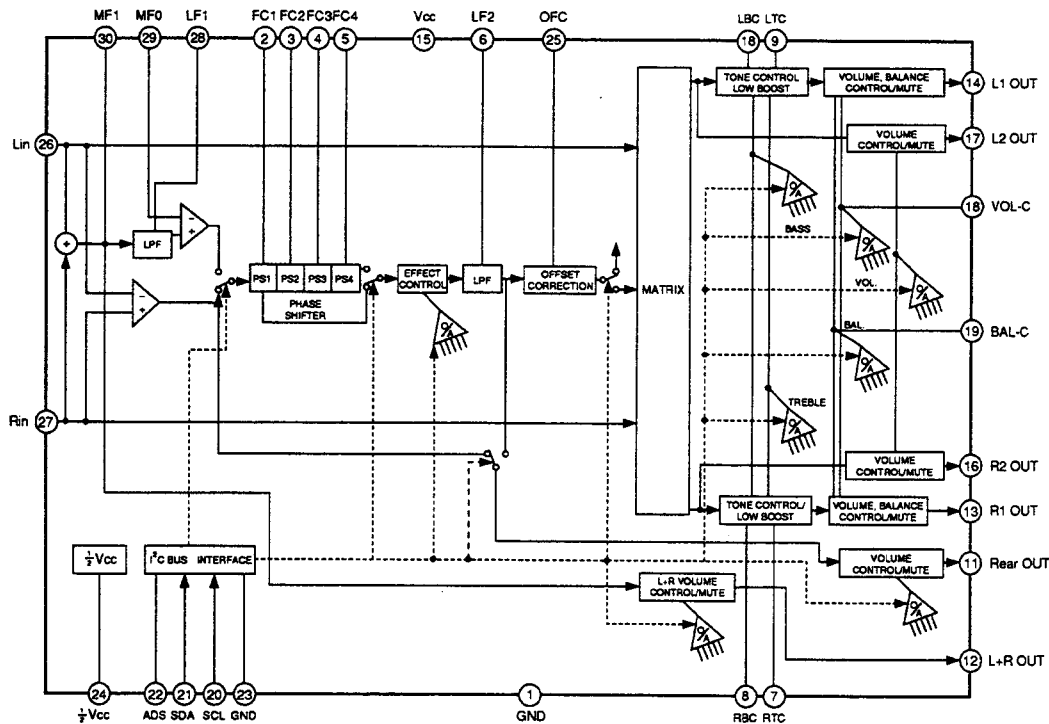 MF1 MF0 LF1 FC1 FC2 FC3 FC4 Vcc LF2 OFC LBC LTC
30 29 28 2 3 4 5 15 6 25 18 9
TONE CONTROL
LOW BOOST
VOLUME, BALANCE
CONTROL/MUTE
14 L1 OUT
Lin 26
VOLUME
CONTROL/MUTE
17 L2 OUT
D/A
BASS
18 VOL-C
+
LPF
- +
D/A
VOL.
D/A
PS1 PS2 PS3 PS4
PHASE
SHIFTER
EFFECT
CONTROL
LPF
OFFSET
CORRECTION
MATRIX
- +
D/A
BAL.
19 BAL-C
D/A
TREBLE
D/A
Rin 27
VOLUME
CONTROL/MUTE
16 R2 OUT
TONE CONTROL/
LOW BOOST
VOLUME, BALANCE
CONTROL/MUTE
13 R1 OUT
½Vcc
I²C BUS INTERFACE
VOLUME
CONTROL/MUTE
11 Rear OUT
L+R VOLUME
CONTROL/MUTE
D/A
D/A
12 L+R OUT
24 22 21 20 23 1 8 7
½Vcc ADS SDA SCL GND GND RBC RTC